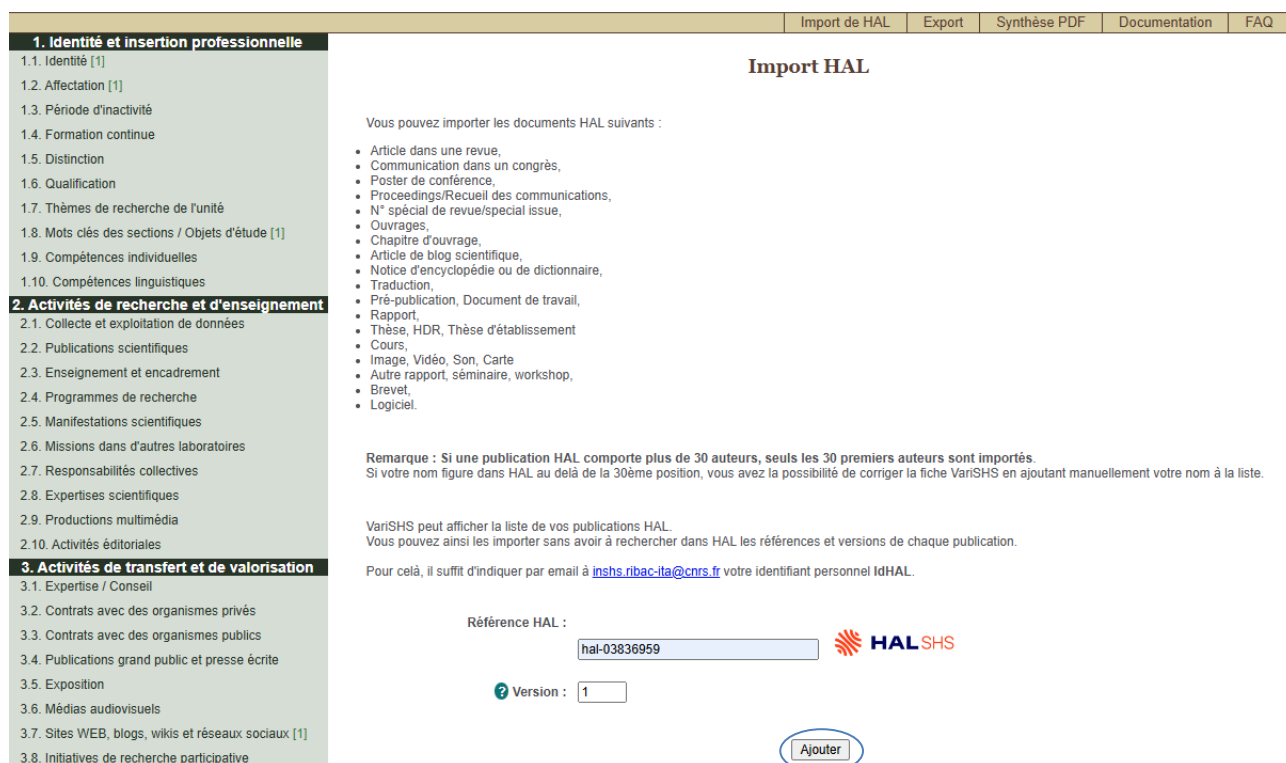 Import de HAL Export Synthèse PDF Documentation FAQ
1. Identité et insertion professionnelle
1.1. Identité [1]
1.2. Affectation [1]
1.3. Période d'inactivité
1.4. Formation continue
1.5. Distinction
1.6. Qualification
1.7. Thèmes de recherche de l'unité
1.8. Mots clés des sections / Objets d'étude [1]
1.9. Compétences individuelles
1.10. Compétences linguistiques
2. Activités de recherche et d'enseignement
2.1. Collecte et exploitation de données
2.2. Publications scientifiques
2.3. Enseignement et encadrement
2.4. Programmes de recherche
2.5. Manifestations scientifiques
2.6. Missions dans d'autres laboratoires
2.7. Responsabilités collectives
2.8. Expertises scientifiques
2.9. Productions multimédia
2.10. Activités éditoriales
3. Activités de transfert et de valorisation
3.1. Expertise / Conseil
3.2. Contrats avec des organismes privés
3.3. Contrats avec des organismes publics
3.4. Publications grand public et presse écrite
3.5. Exposition
3.6. Médias audiovisuels
3.7. Sites WEB, blogs, wikis et réseaux sociaux [1]
3.8. Initiatives de recherche participative
Import HAL
Vous pouvez importer les documents HAL suivants :
• Article dans une revue,
• Communication dans un congrès,
• Poster de conférence,
• Proceedings/Recueil des communications,
• N° spécial de revue/special issue,
• Ouvrages,
• Chapitre d'ouvrage,
• Article de blog scientifique,
• Notice d'encyclopédie ou de dictionnaire,
• Traduction,
• Pré-publication, Document de travail,
• Rapport,
• Thèse, HDR, Thèse d'établissement
• Cours,
• Image, Vidéo, Son, Carte
• Autre rapport, séminaire, workshop,
• Brevet,
• Logiciel.
Remarque : Si une publication HAL comporte plus de 30 auteurs, seuls les 30 premiers auteurs sont importés.
Si votre nom figure dans HAL au delà de la 30ème position, vous avez la possibilité de corriger la fiche VariSHS en ajoutant manuellement votre nom à la liste.
VariSHS peut afficher la liste de vos publications HAL.
Vous pouvez ainsi les importer sans avoir à rechercher dans HAL les références et versions de chaque publication.
Pour celà, il suffit d'indiquer par email à inshs.ribac-ita@cnrs.fr votre identifiant personnel IdHAL.
Référence HAL :
hal-03836959
HAL SHS
? Version : 1
Ajouter